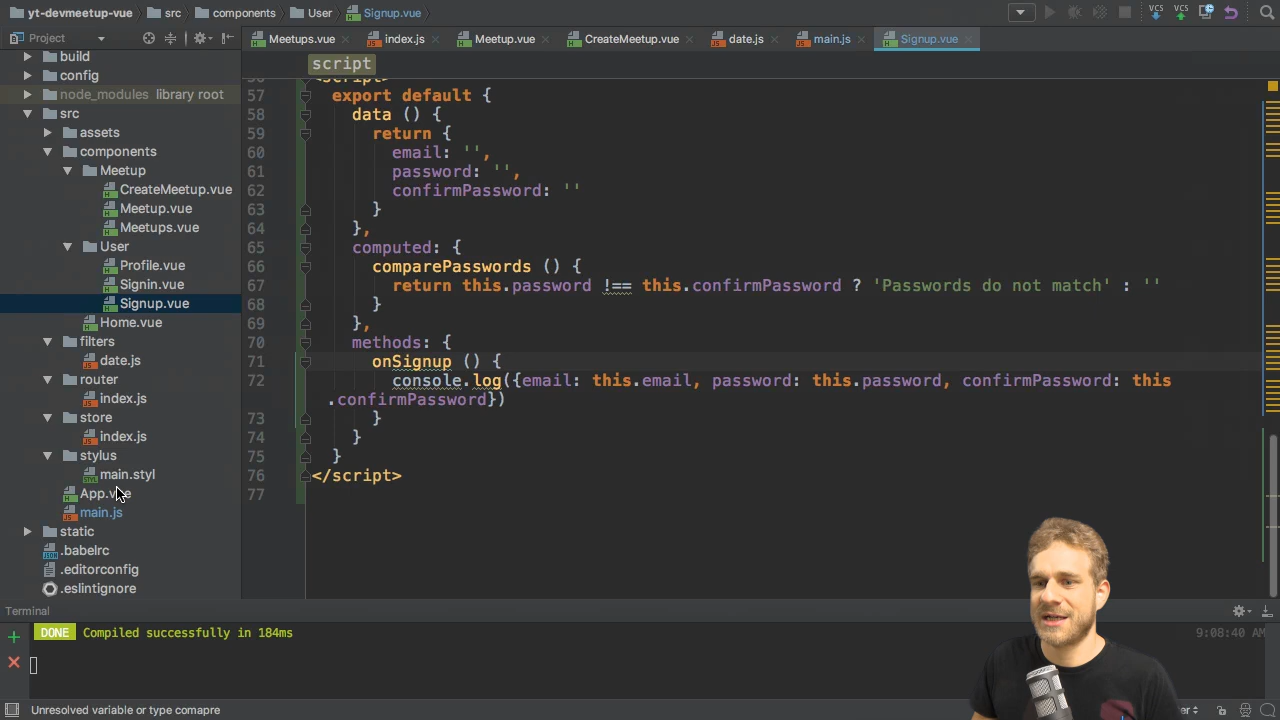 yt-devmeetup-vue src components User Signup.vue
Project
Meetups.vue index.js Meetup.vue CreateMeetup.vue date.js main.js Signup.vue
script
build
config
node_modules library root
src
assets
components
Meetup
CreateMeetup.vue
Meetup.vue
Meetups.vue
User
Profile.vue
Signin.vue
Signup.vue
Home.vue
filters
date.js
router
index.js
store
index.js
stylus
main.styl
App.vue
main.js
static
.babelrc
.editorconfig
.eslintignore
57 export default {
58 data () {
59 return {
60 email: '',
61 password: '',
62 confirmPassword: ''
63 }
64 },
65 computed: {
66 comparePasswords () {
67 return this.password !== this.confirmPassword ? 'Passwords do not match' : ''
68 }
69 },
70 methods: {
71 onSignup () {
72 console.log({email: this.email, password: this.password, confirmPassword: this
.confirmPassword})
73 }
74 }
75 }
76 </script>
77
Terminal
DONE Compiled successfully in 184ms 9:08:40 AM
Unresolved variable or type comapre